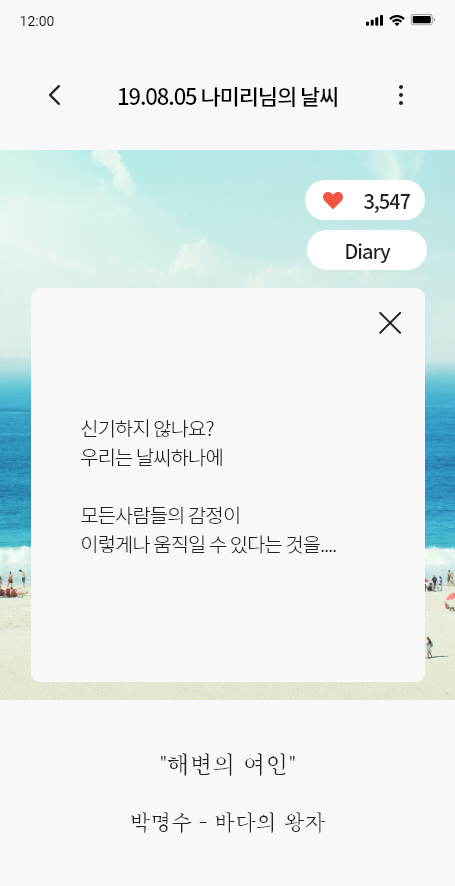 12:00
19.08.05 나미리님의 날씨
3,547
Diary
신기하지 않나요?
우리는 날씨하나에
모든사람들의 감정이
이렇게나 움직일 수 있다는 것을....
"해변의 여인"
박명수 - 바다의 왕자